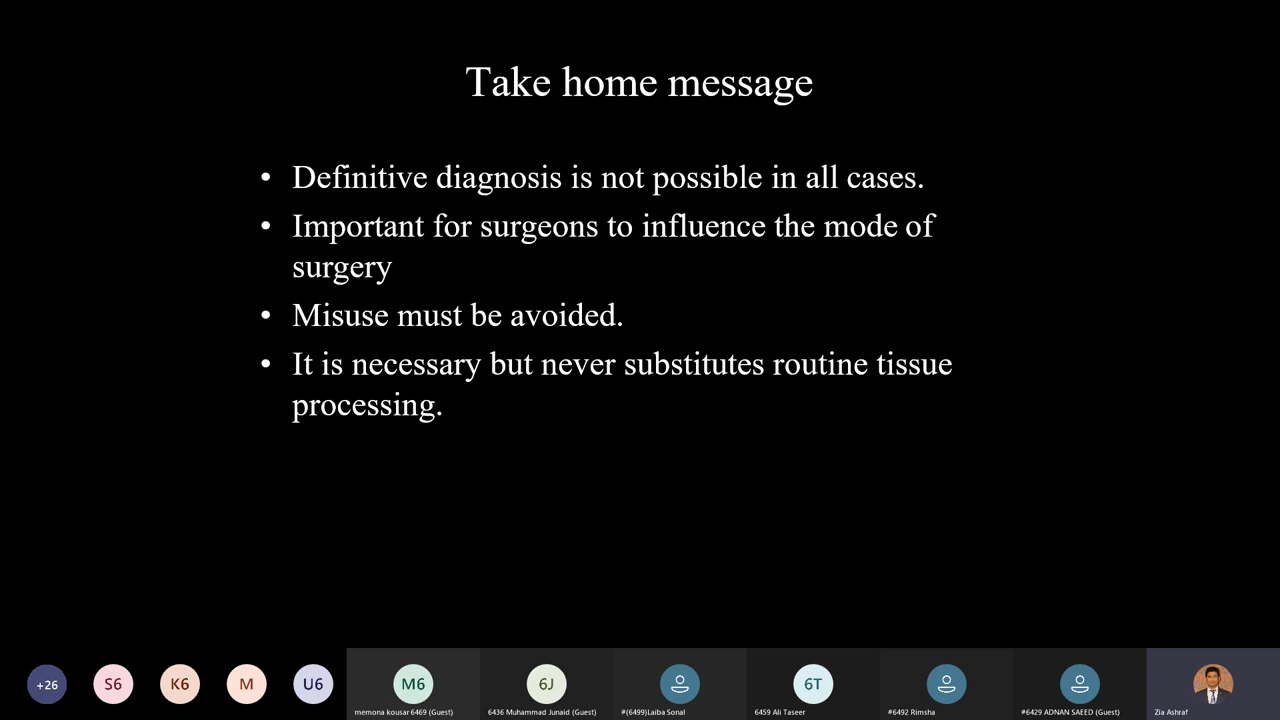 Take home message
• Definitive diagnosis is not possible in all cases.
• Important for surgeons to influence the mode of
surgery
• Misuse must be avoided.
• It is necessary but never substitutes routine tissue
processing.
+26
S6
K6
M
U6
M6
6J
6T
memona kousar 6469 (Guest)
6436 Muhammad Junaid (Guest)
#(6499)Laiba Sonal
6459 Ali Taseer
#6492 Rimsha
#6429 ADNAN SAEED (Guest)
Zia Ashraf